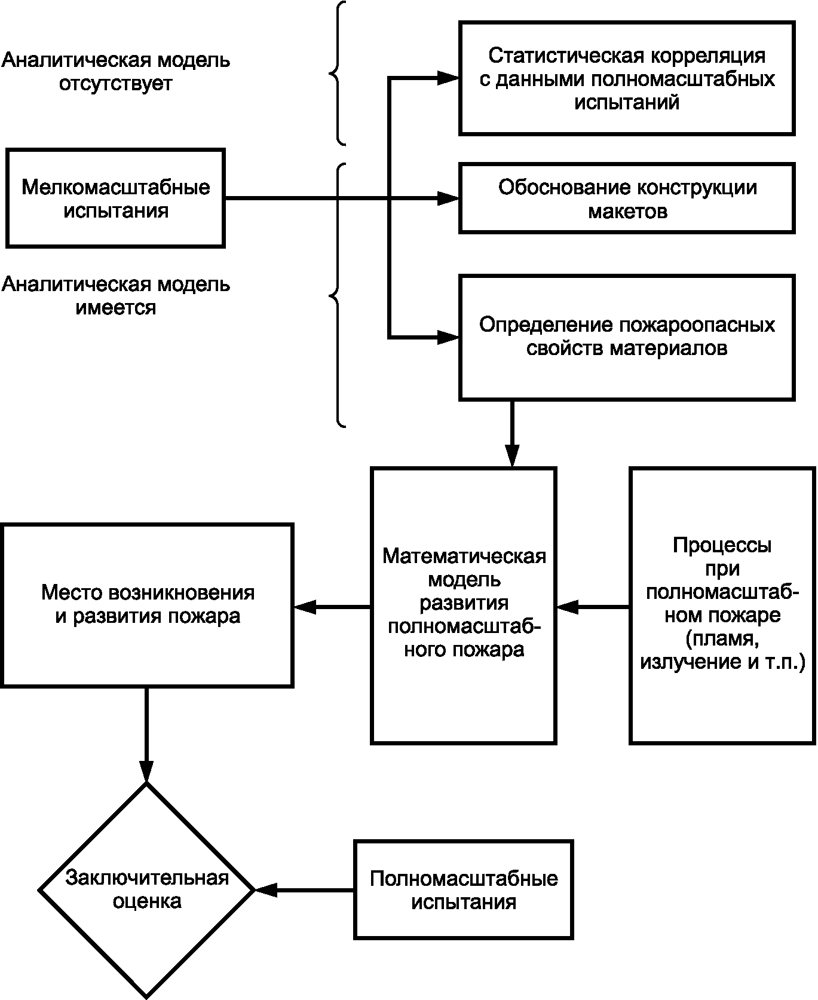 Аналитическая модель
отсутствует
Статистическая корреляция
с данными полномасштабных
испытаний
Мелкомасштабные
испытания
Обоснование конструкции
макетов
Аналитическая модель
имеется
Определение пожароопасных
свойств материалов
Место возникновения
и развития пожара
Математическая
модель
развития
полномасштаб-
ного пожара
Процессы
при
полномасштаб-
ном пожаре
(пламя,
излучение и т.п.)
Заключительная
оценка
Полномасштабные
испытания